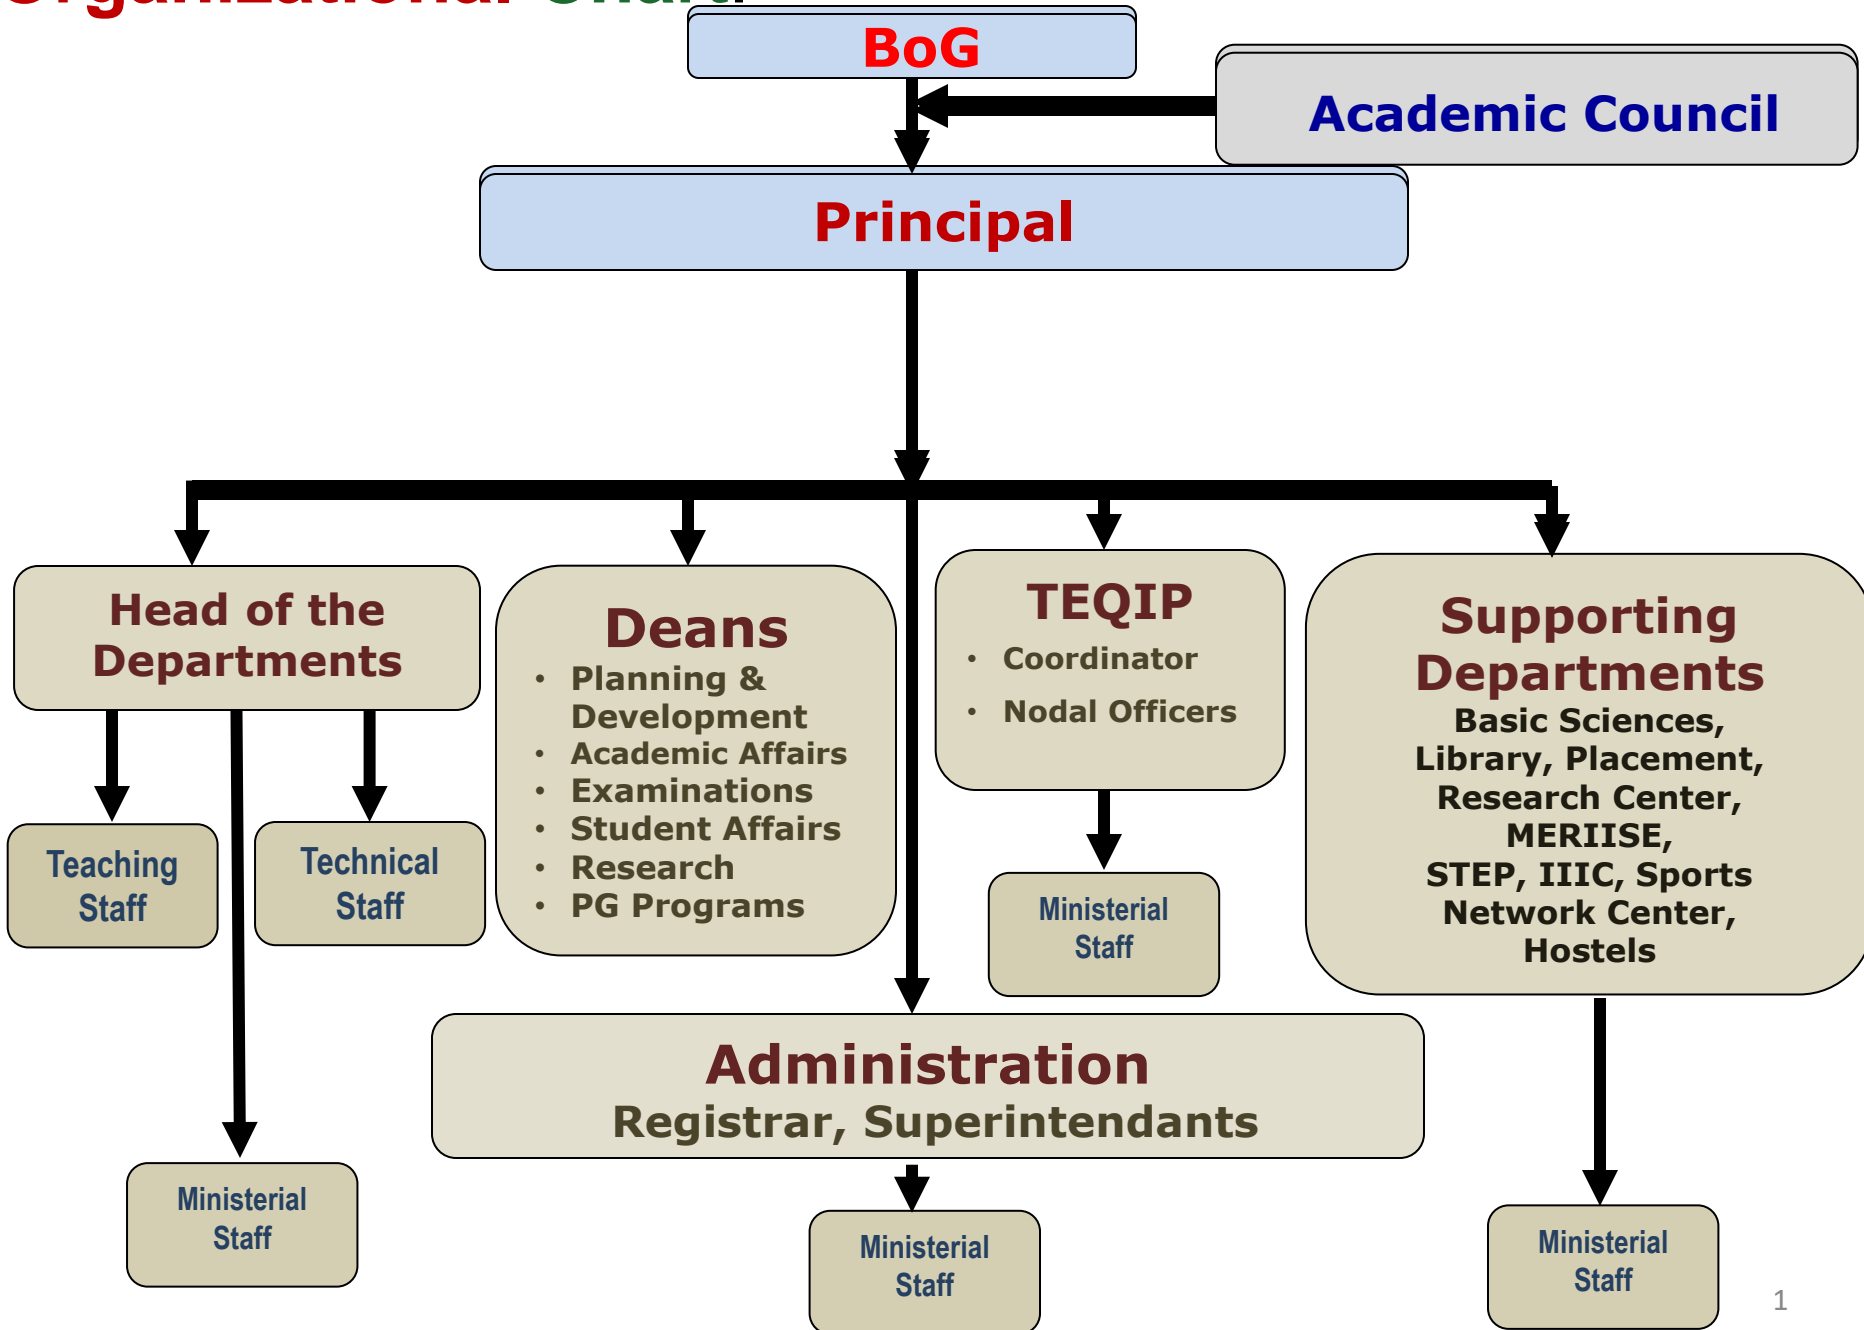 Organizational Chart
BoG
Academic Council
Principal
Head of the
Departments
Deans
• Planning &
Development
• Academic Affairs
• Examinations
• Student Affairs
• Research
• PG Programs
TEQIP
• Coordinator
• Nodal Officers
Supporting
Departments
Basic Sciences,
Library, Placement,
Research Center,
MERIISE,
STEP, IIIC, Sports
Network Center,
Hostels
Teaching
Staff
Technical
Staff
Ministerial
Staff
Administration
Registrar, Superintendants
Ministerial
Staff
Ministerial
Staff
Ministerial
Staff
1